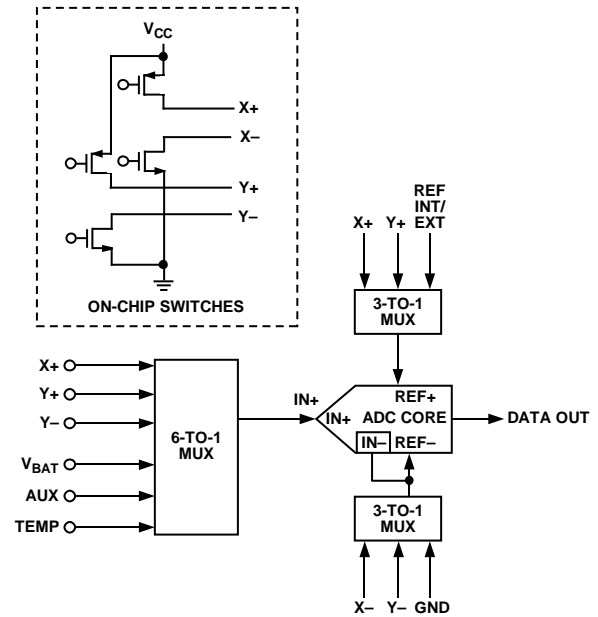 VCC
X+
X–
Y+
Y–
ON-CHIP SWITCHES
REF
INT/
EXT
X+ Y+
3-TO-1
MUX
X+
Y+
Y–
VBAT
AUX
TEMP
6-TO-1
MUX
IN+
IN+
REF+
ADC CORE
IN– REF–
DATA OUT
3-TO-1
MUX
X– Y– GND